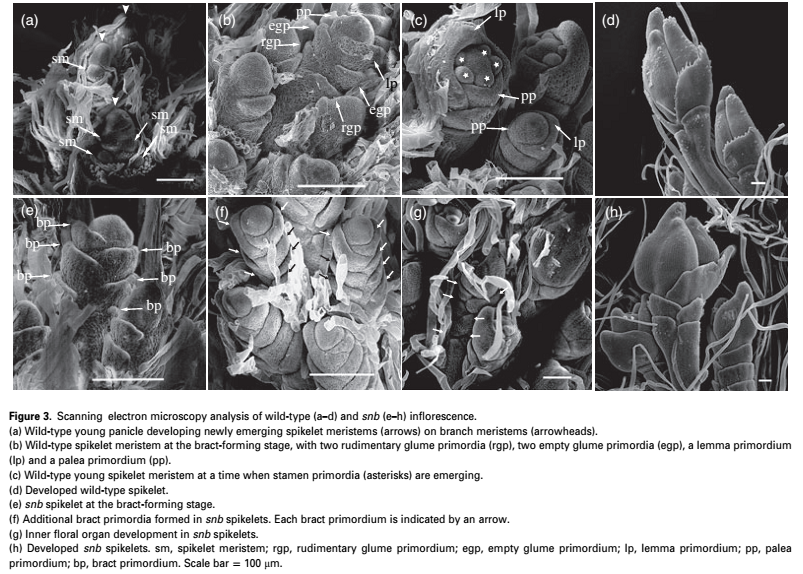 (a)
sm
sm
sm
sm
sm
(b)
pp
egp
rgp
lp
egp
rgp
(c)
lp
pp
pp
lp
(d)
(e)
bp
bp
bp
bp
bp
bp
(f)
(g)
(h)
Figure 3. Scanning electron microscopy analysis of wild-type (a–d) and snb (e–h) inflorescence.
(a) Wild-type young panicle developing newly emerging spikelet meristems (arrows) on branch meristems (arrowheads).
(b) Wild-type spikelet meristem at the bract-forming stage, with two rudimentary glume primordia (rgp), two empty glume primordia (egp), a lemma primordium
(lp) and a palea primordium (pp).
(c) Wild-type young spikelet meristem at a time when stamen primordia (asterisks) are emerging.
(d) Developed wild-type spikelet.
(e) snb spikelet at the bract-forming stage.
(f) Additional bract primordia formed in snb spikelets. Each bract primordium is indicated by an arrow.
(g) Inner floral organ development in snb spikelets.
(h) Developed snb spikelets. sm, spikelet meristem; rgp, rudimentary glume primordium; egp, empty glume primordium; lp, lemma primordium; pp, palea
primordium; bp, bract primordium. Scale bar = 100 μm.